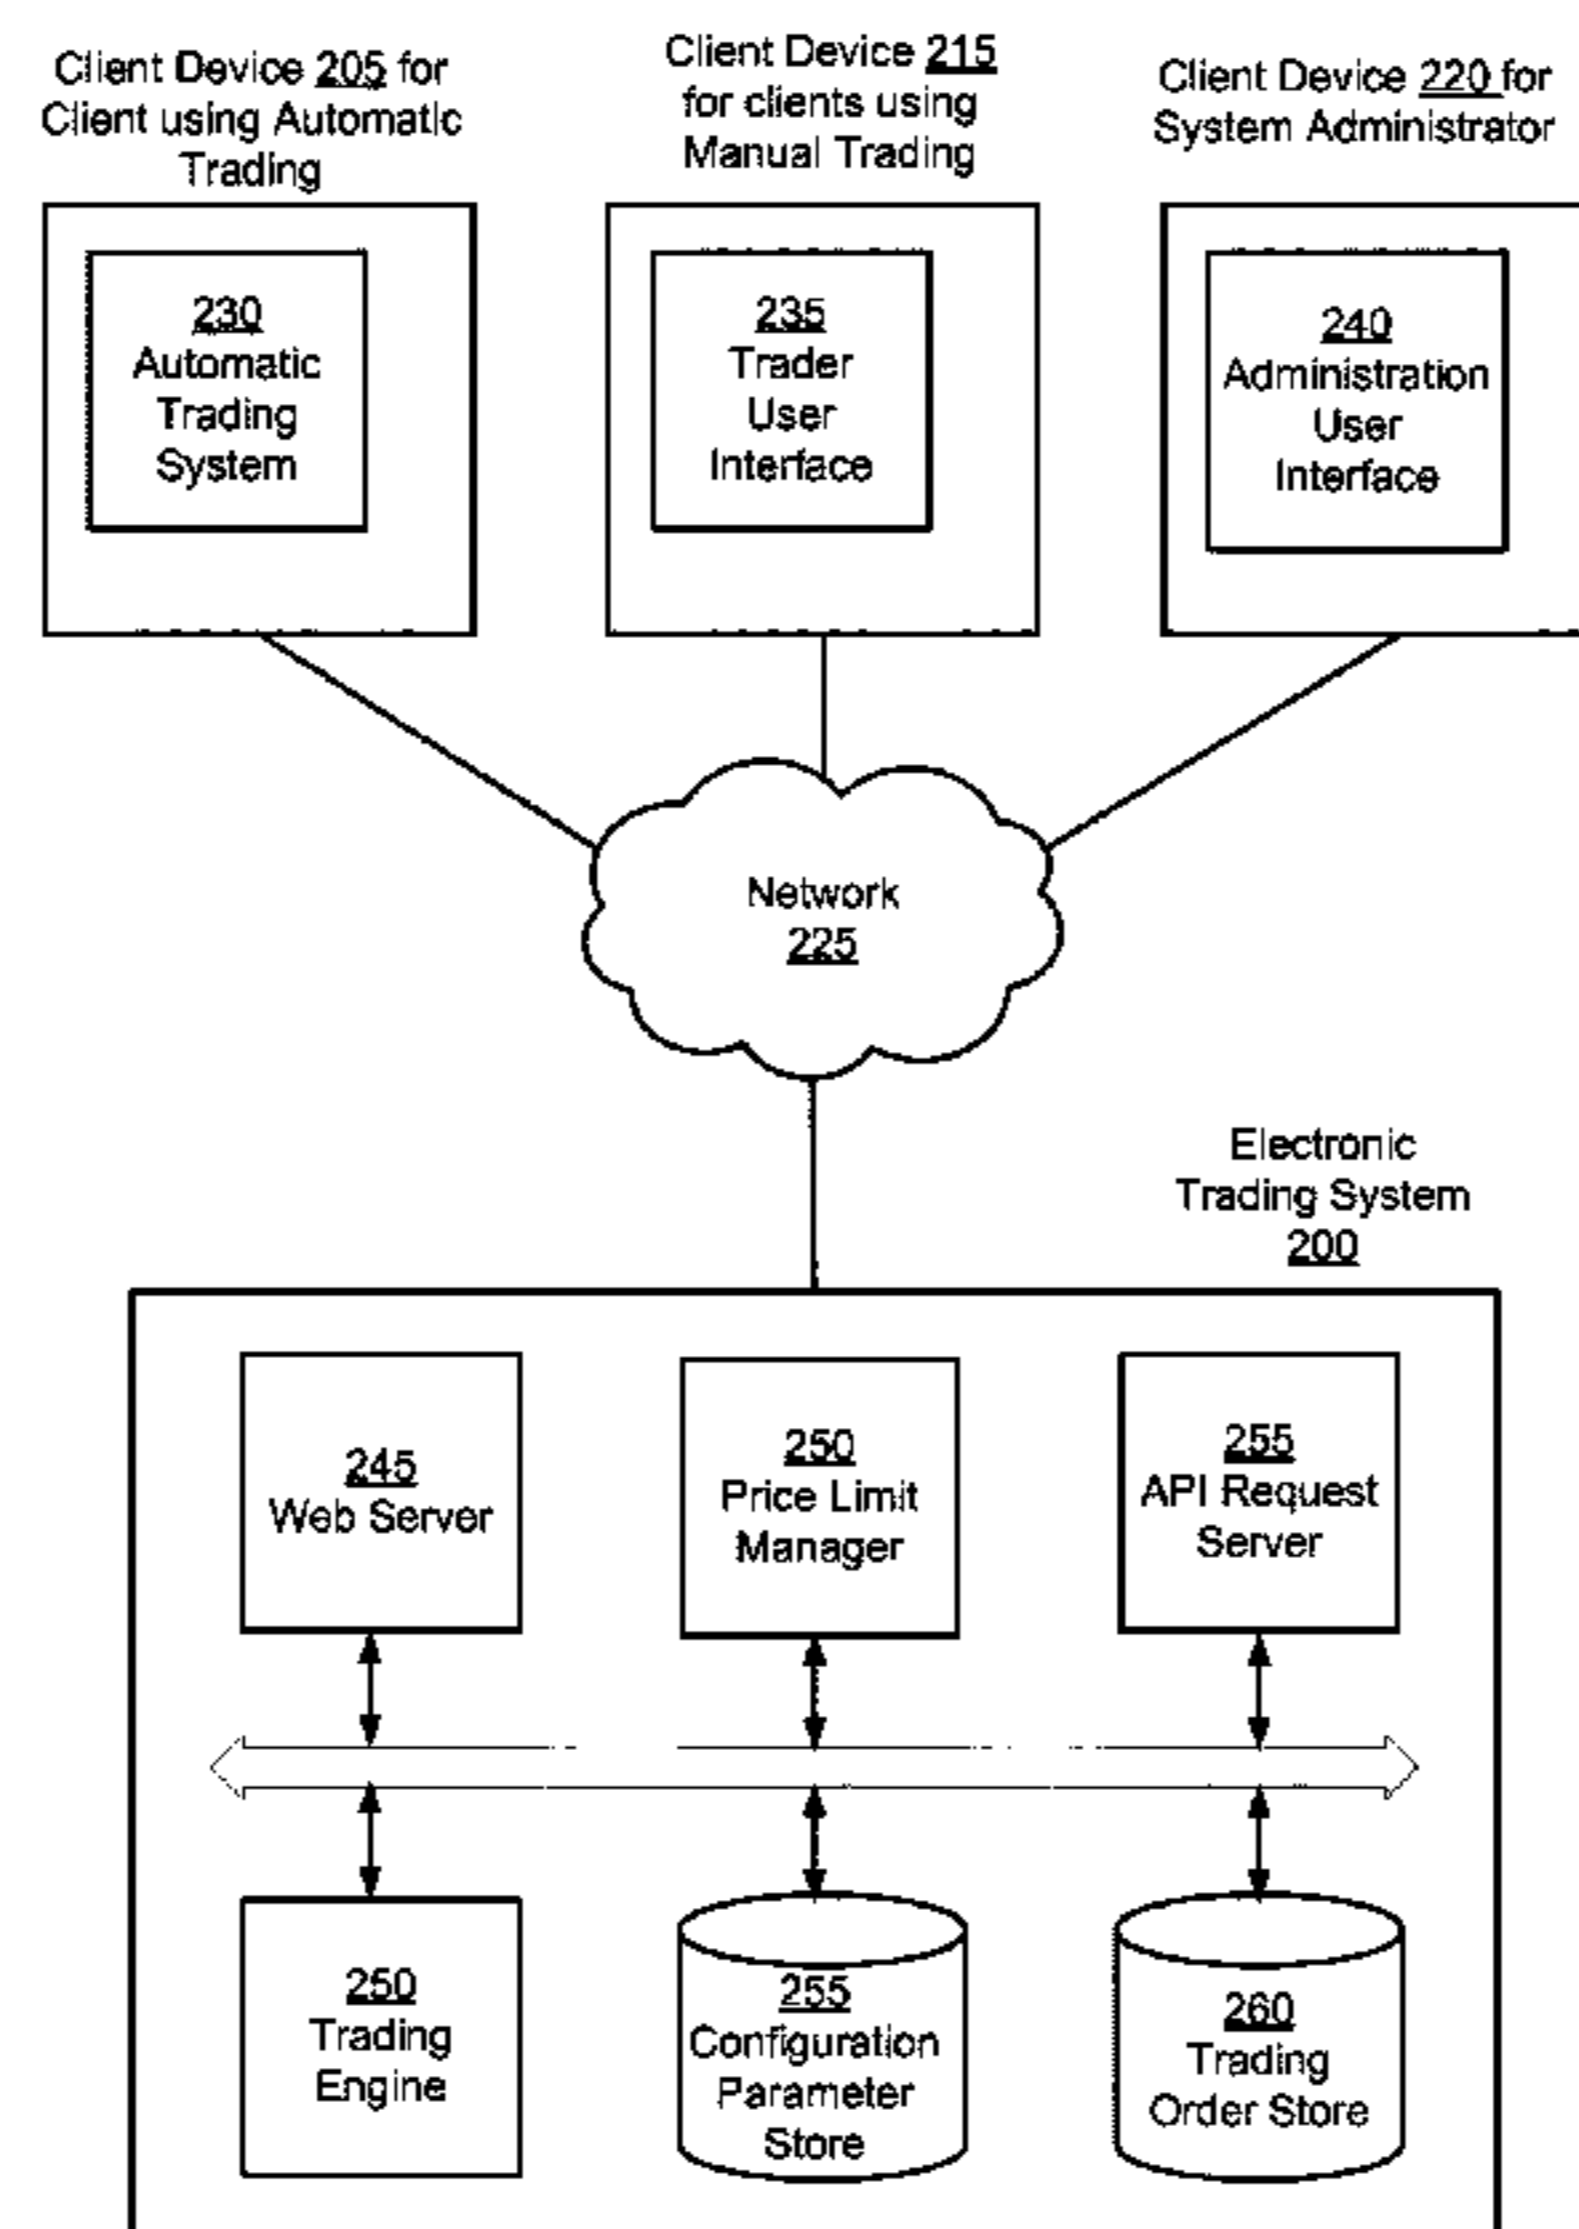 Client Device 205 for
Client using Automatic
Trading
Client Device 215
for clients using
Manual Trading
Client Device 220 for
System Administrator
230
Automatic
Trading
System
235
Trader
User
Interface
240
Administration
User
Interface
Network
225
Electronic
Trading System
200
245
Web Server
250
Price Limit
Manager
255
API Request
Server
250
Trading
Engine
255
Configuration
Parameter
Store
260
Trading
Order Store